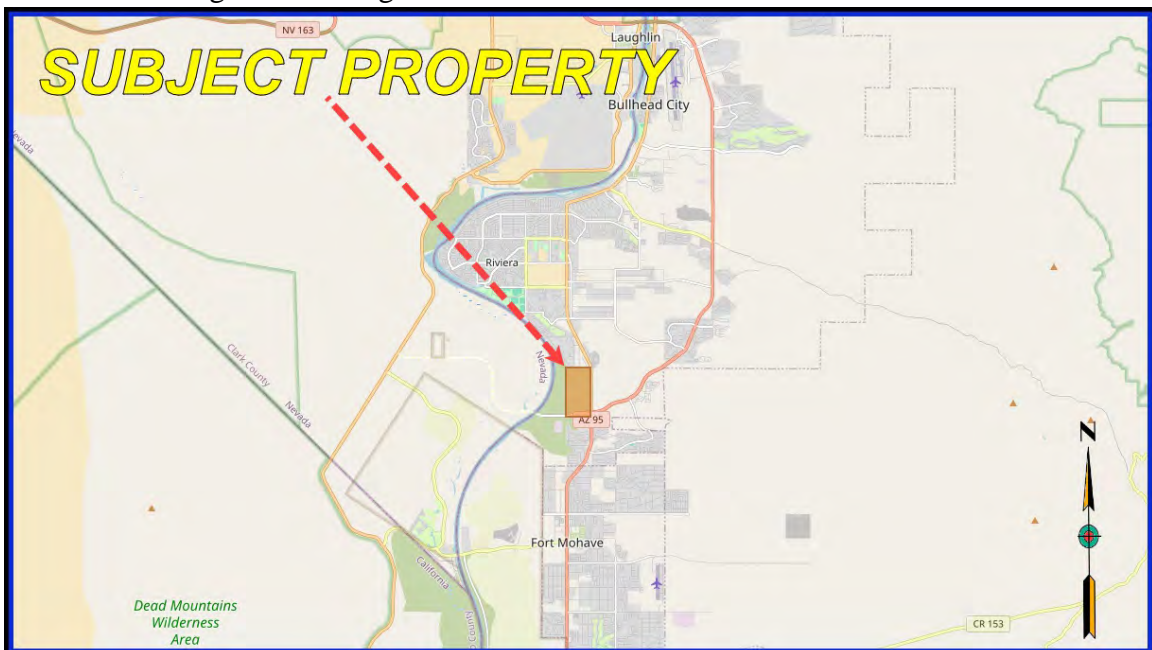 NV 163
Laughlin
SUBJECT PROPERTY
Bullhead City
Nevada
Riviera
Clark County
Nevada
Nevada
AZ 95
N
Fort Mohave
California
County
Dead Mountains
Wilderness
Area
CR 153